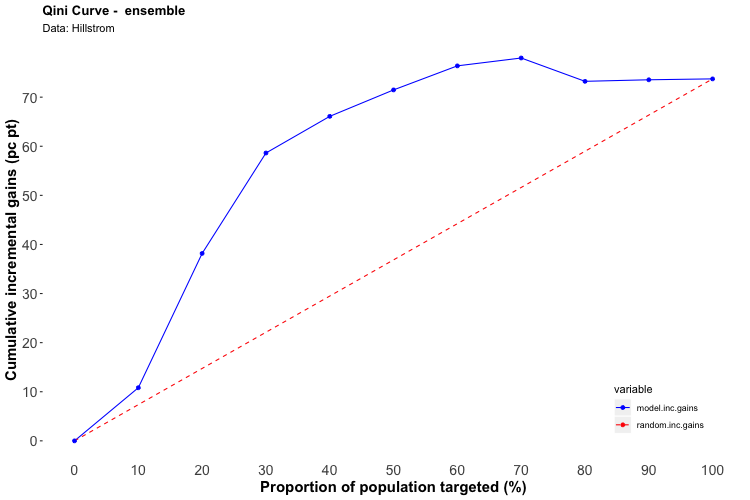 Qini Curve - ensemble
Data: Hillstrom
Cumulative incremental gains (pc pt)
70
60
50
40
30
20
10
0
0 10 20 30 40 50 60 70 80 90 100
Proportion of population targeted (%)
variable
model.inc.gains
random.inc.gains